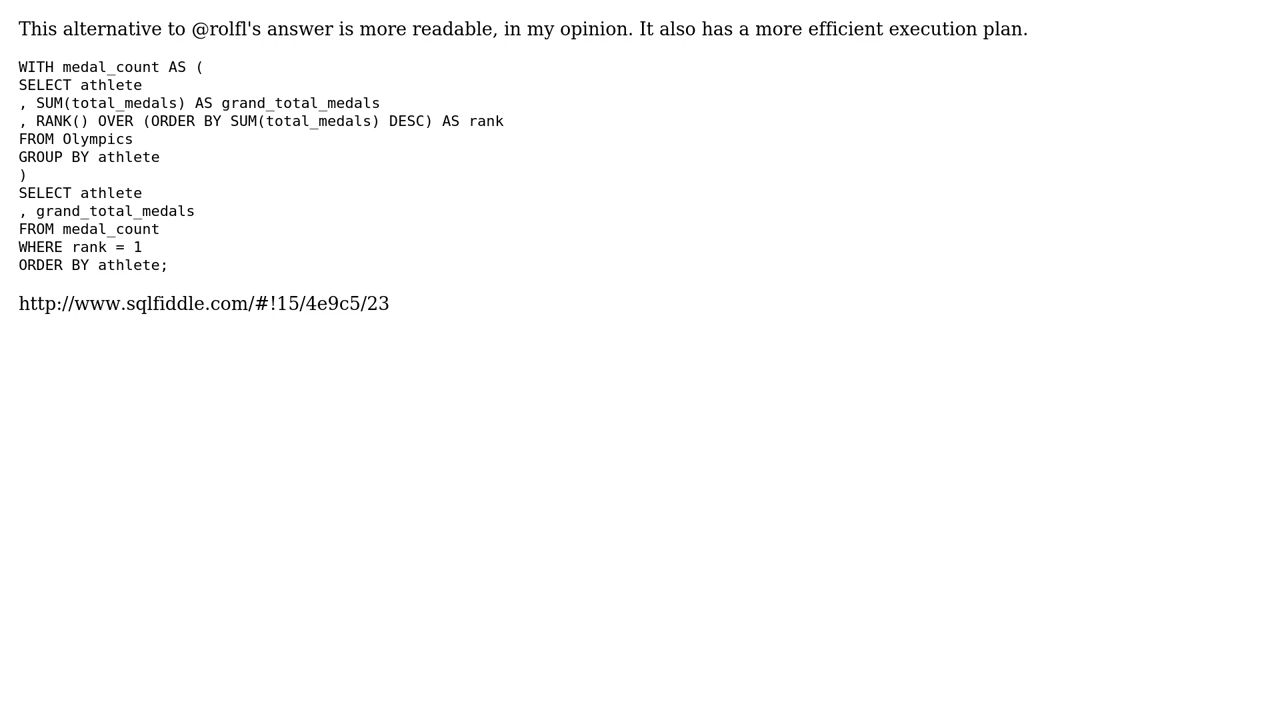 This alternative to @rolfl's answer is more readable, in my opinion. It also has a more efficient execution plan.
WITH medal_count AS (
SELECT athlete
, SUM(total_medals) AS grand_total_medals
, RANK() OVER (ORDER BY SUM(total_medals) DESC) AS rank
FROM Olympics
GROUP BY athlete
)
SELECT athlete
, grand_total_medals
FROM medal_count
WHERE rank = 1
ORDER BY athlete;
http://www.sqlfiddle.com/#!15/4e9c5/23